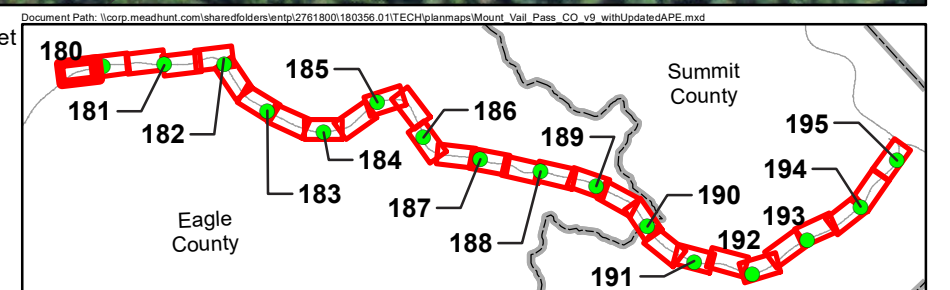 Document Path: \\corp.meadhunt.com\sharedfolders\entp\2761800\180356.01\TECH\planmaps\Mount_Vail_Pass_CO_v9_withUpdatedAPE.mxd
et
180
181
182
183
184
185
186
187
188
189
190
191
192
193
194
195
Eagle
County
Summit
County